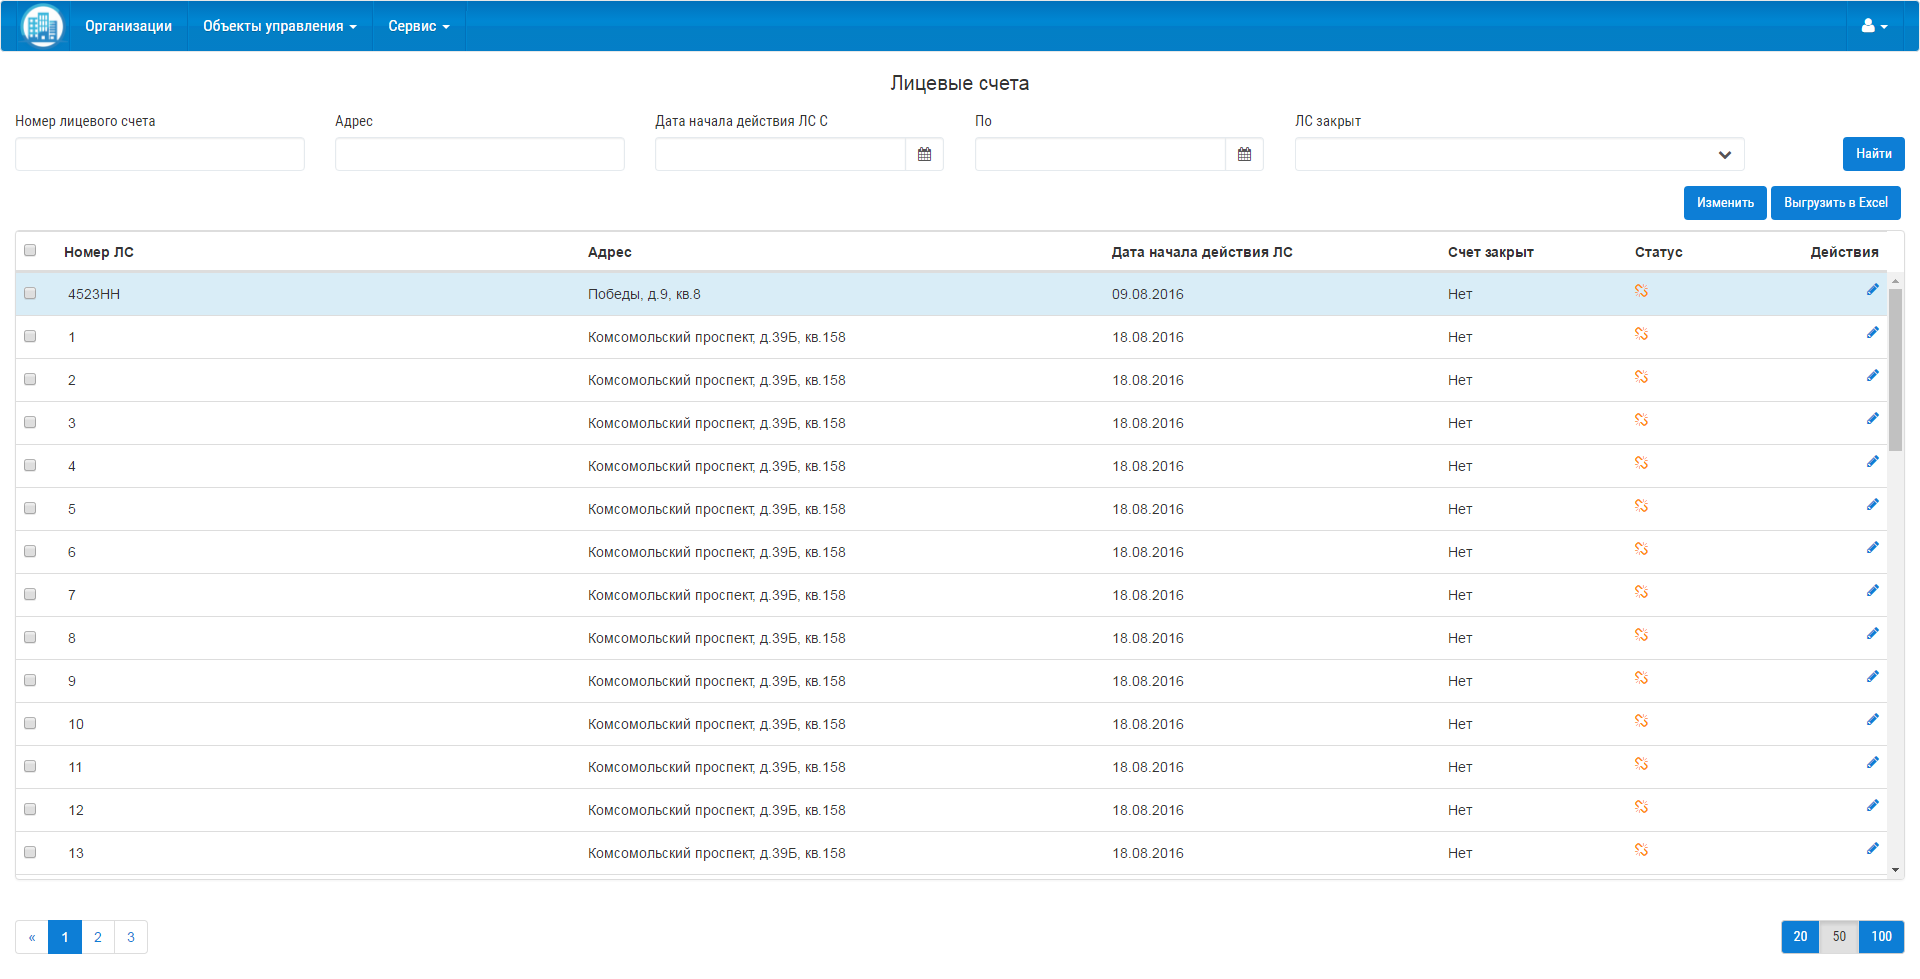 Организации Объекты управления Сервис
Лицевые счета
Номер лицевого счета Адрес Дата начала действия ЛС С По ЛС закрыт
Найти
Изменить Выгрузить в Excel
Номер ЛС Адрес Дата начала действия ЛС Счет закрыт Статус Действия
4523НН Победы, д.9, кв.8 09.08.2016 Нет
1 Комсомольский проспект, д.39Б, кв.158 18.08.2016 Нет
2 Комсомольский проспект, д.39Б, кв.158 18.08.2016 Нет
3 Комсомольский проспект, д.39Б, кв.158 18.08.2016 Нет
4 Комсомольский проспект, д.39Б, кв.158 18.08.2016 Нет
5 Комсомольский проспект, д.39Б, кв.158 18.08.2016 Нет
6 Комсомольский проспект, д.39Б, кв.158 18.08.2016 Нет
7 Комсомольский проспект, д.39Б, кв.158 18.08.2016 Нет
8 Комсомольский проспект, д.39Б, кв.158 18.08.2016 Нет
9 Комсомольский проспект, д.39Б, кв.158 18.08.2016 Нет
10 Комсомольский проспект, д.39Б, кв.158 18.08.2016 Нет
11 Комсомольский проспект, д.39Б, кв.158 18.08.2016 Нет
12 Комсомольский проспект, д.39Б, кв.158 18.08.2016 Нет
13 Комсомольский проспект, д.39Б, кв.158 18.08.2016 Нет
« 1 2 3 20 50 100